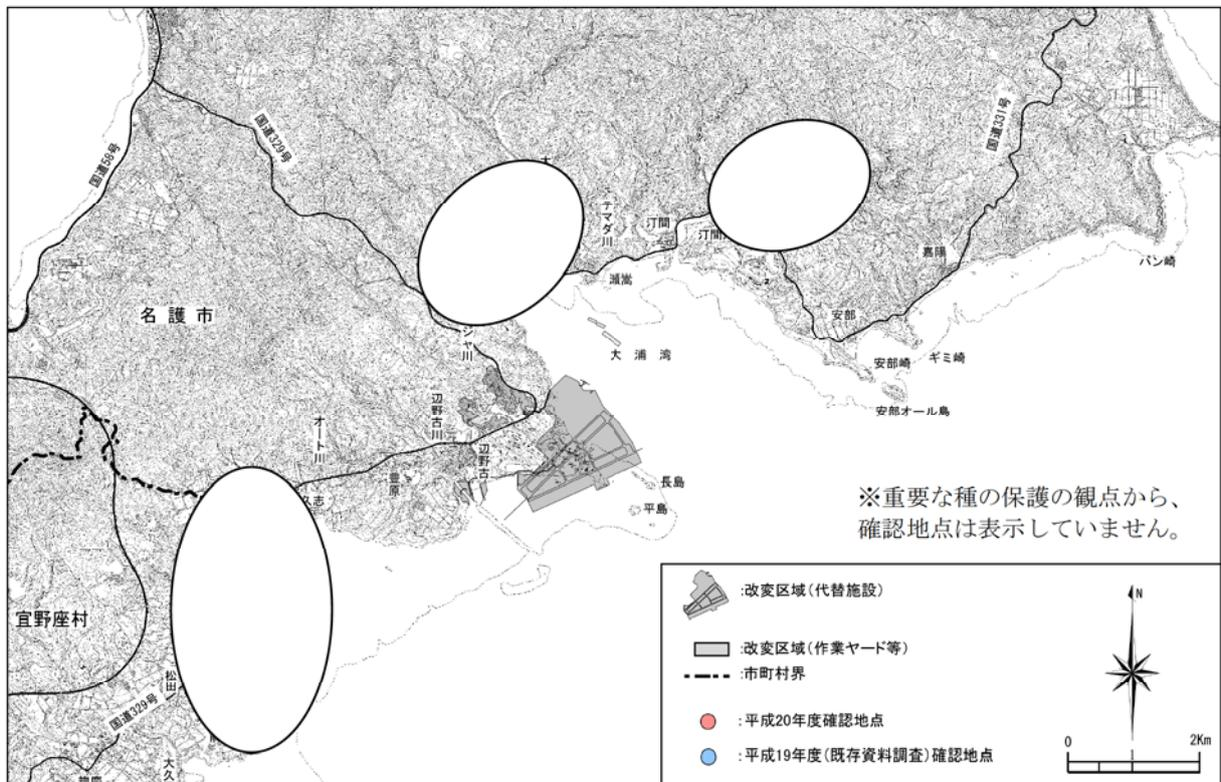 国道58号
国道329号
国道331号
テマダ川
汀間
汀間
瀬嵩
嘉陽
バン崎
名護市
大浦湾
安部
安部崎
ギミ崎
安部オール島
辺野古川
オート川
辺野古
豊原
久志
長島
平島
※重要な種の保護の観点から、
確認地点は表示していません。
宜野座村
松田
国道329号
:改変区域(代替施設)
:改変区域(作業ヤード等)
:市町村界
:平成20年度確認地点
:平成19年度(既存資料調査)確認地点
N
0 2Km